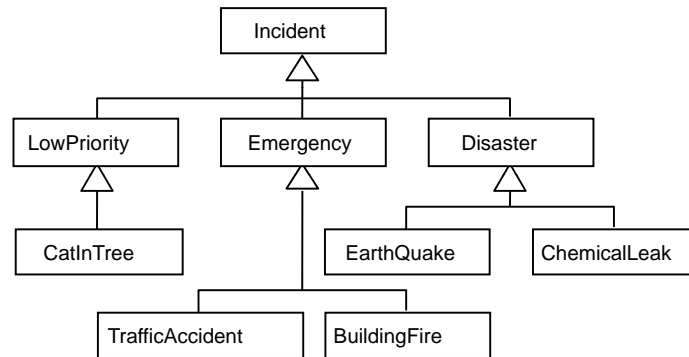 Incident
LowPriority
Emergency
Disaster
CatInTree
EarthQuake
ChemicalLeak
TrafficAccident
BuildingFire